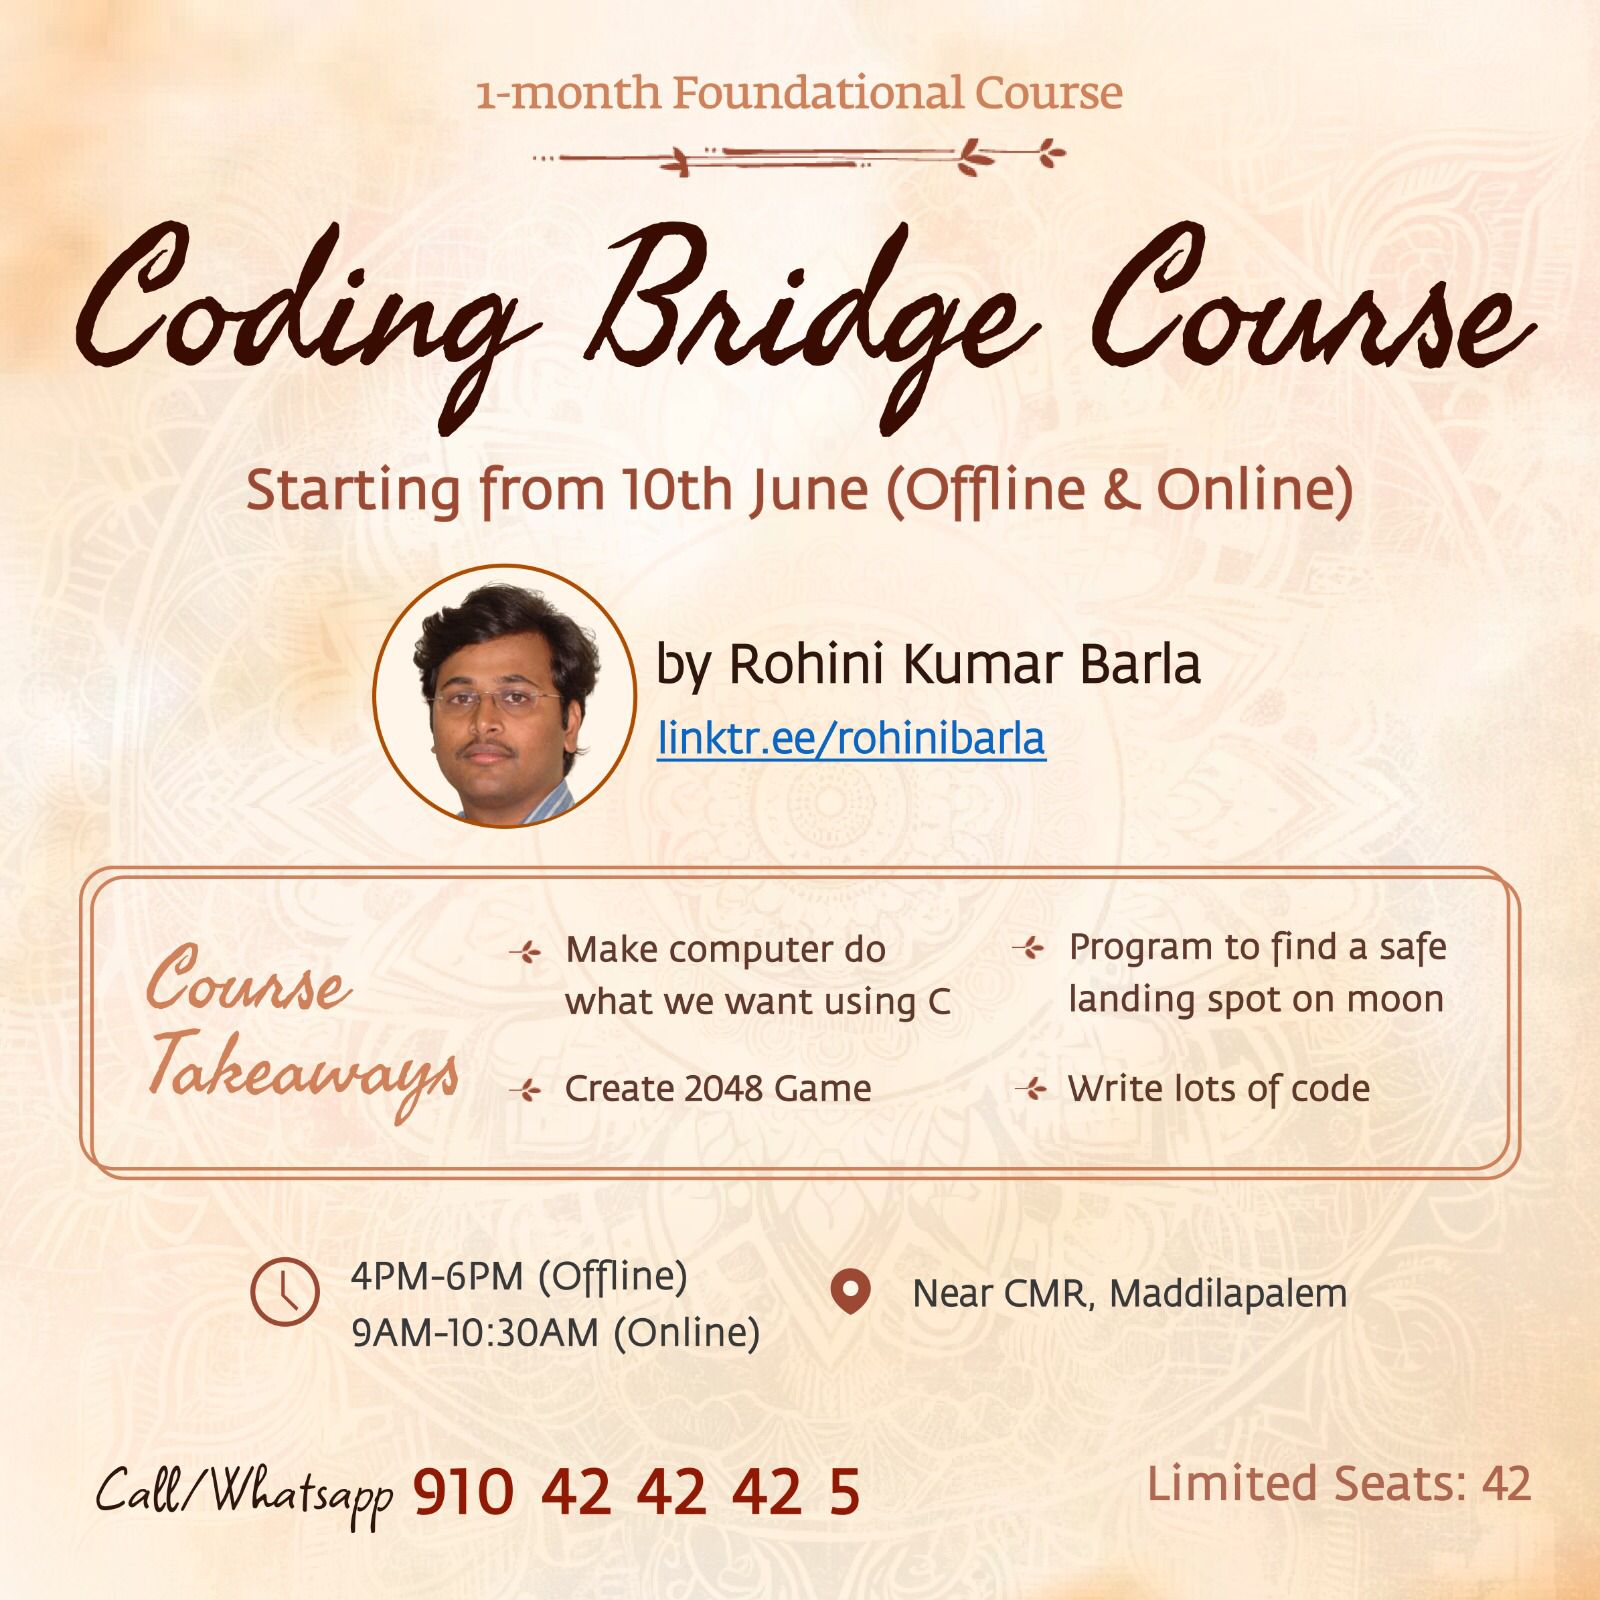 1-month Foundational Course
Coding Bridge Course
Starting from 10th June (Offline & Online)
by Rohini Kumar Barla
linktr.ee/rohinibarla
Course
Takeaways
Make computer do
what we want using C
Create 2048 Game
Program to find a safe
landing spot on moon
Write lots of code
4PM-6PM (Offline)
9AM-10:30AM (Online)
Near CMR, Maddilapalem
Call/Whatsapp 910 42 42 42 5
Limited Seats: 42